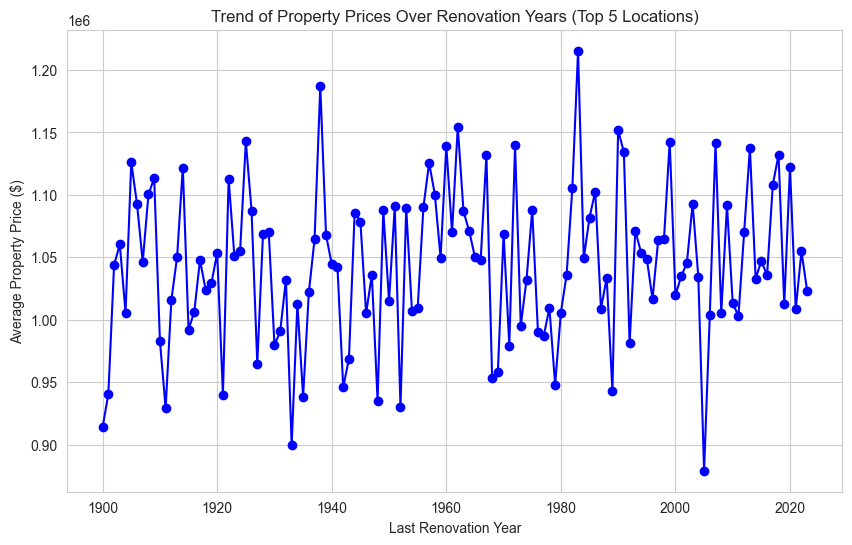 Trend of Property Prices Over Renovation Years (Top 5 Locations)
1e6
1.20
1.15
1.10
1.05
1.00
0.95
0.90
Average Property Price ($)
1900 1920 1940 1960 1980 2000 2020
Last Renovation Year